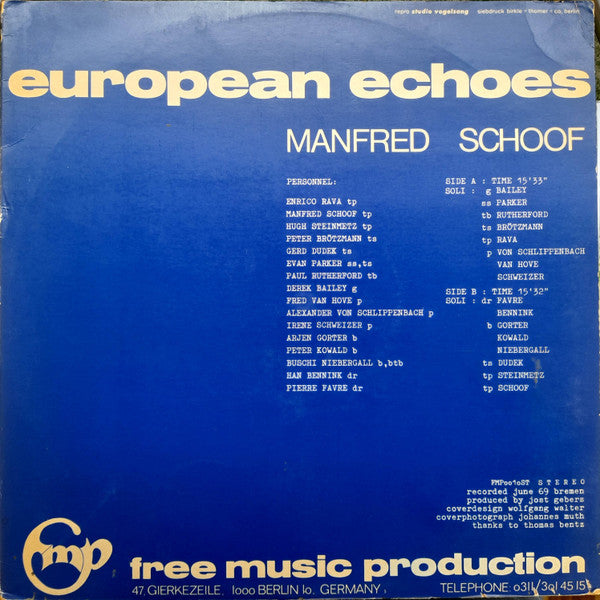 repro studio vogelsang siebdruck birkle - thomer - co, berlin
european echoes
MANFRED SCHOOF
PERSONNEL:
ENRICO RAVA tp
MANFRED SCHOOF tp
HUGH STEINMETZ tp
PETER BRÖTZMANN ts
GERD DUDEK ts
EVAN PARKER ss,ts
PAUL RUTHERFORD tb
DEREK BAILEY g
FRED VAN HOVE p
ALEXANDER VON SCHLIPPENBACH p
IRENE SCHWEIZER p
ARJEN GORTER b
PETER KOWALD b
BUSCHI NIEBERGALL b,btb
HAN BENNINK dr
PIERRE FAVRE dr
SIDE A : TIME 15'33"
SOLI : g BAILEY
ss PARKER
tb RUTHERFORD
ts BRÖTZMANN
tp RAVA
p VON SCHLIPPENBACH
VAN HOVE
SCHWEIZER
SIDE B : TIME 15'32"
SOLI : dr FAVRE
BENNINK
b GORTER
KOWALD
NIEBERGALL
ts DUDEK
tp STEINMETZ
tp SCHOOF
FMP0010ST STEREO
recorded june 69 bremen
produced by jost gebers
coverdesign wolfgang walter
coverphotograph johannes muth
thanks to thomas bentz
fmp
free music production
47, GIERKEZEILE, 1000 BERLIN 10, GERMANY,
TELEPHONE: 0311/301 45 15